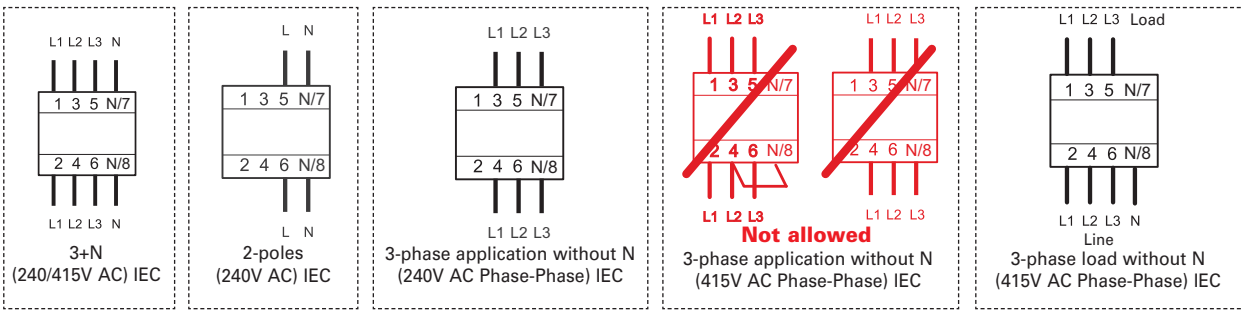 L1 L2 L3 N
1 3 5 N/7
2 4 6 N/8
L1 L2 L3 N
3+N
(240/415V AC) IEC
L N
1 3 5 N/7
2 4 6 N/8
L N
2-poles
(240V AC) IEC
L1 L2 L3
1 3 5 N/7
2 4 6 N/8
L1 L2 L3
3-phase application without N
(240V AC Phase-Phase) IEC
L1 L2 L3
1 3 5 N/7
2 4 6 N/8
L1 L2 L3
L1 L2 L3
1 3 5 N/7
2 4 6 N/8
L1 L2 L3
Not allowed
3-phase application without N
(415V AC Phase-Phase) IEC
L1 L2 L3 Load
1 3 5 N/7
2 4 6 N/8
L1 L2 L3 N
Line
3-phase load without N
(415V AC Phase-Phase) IEC